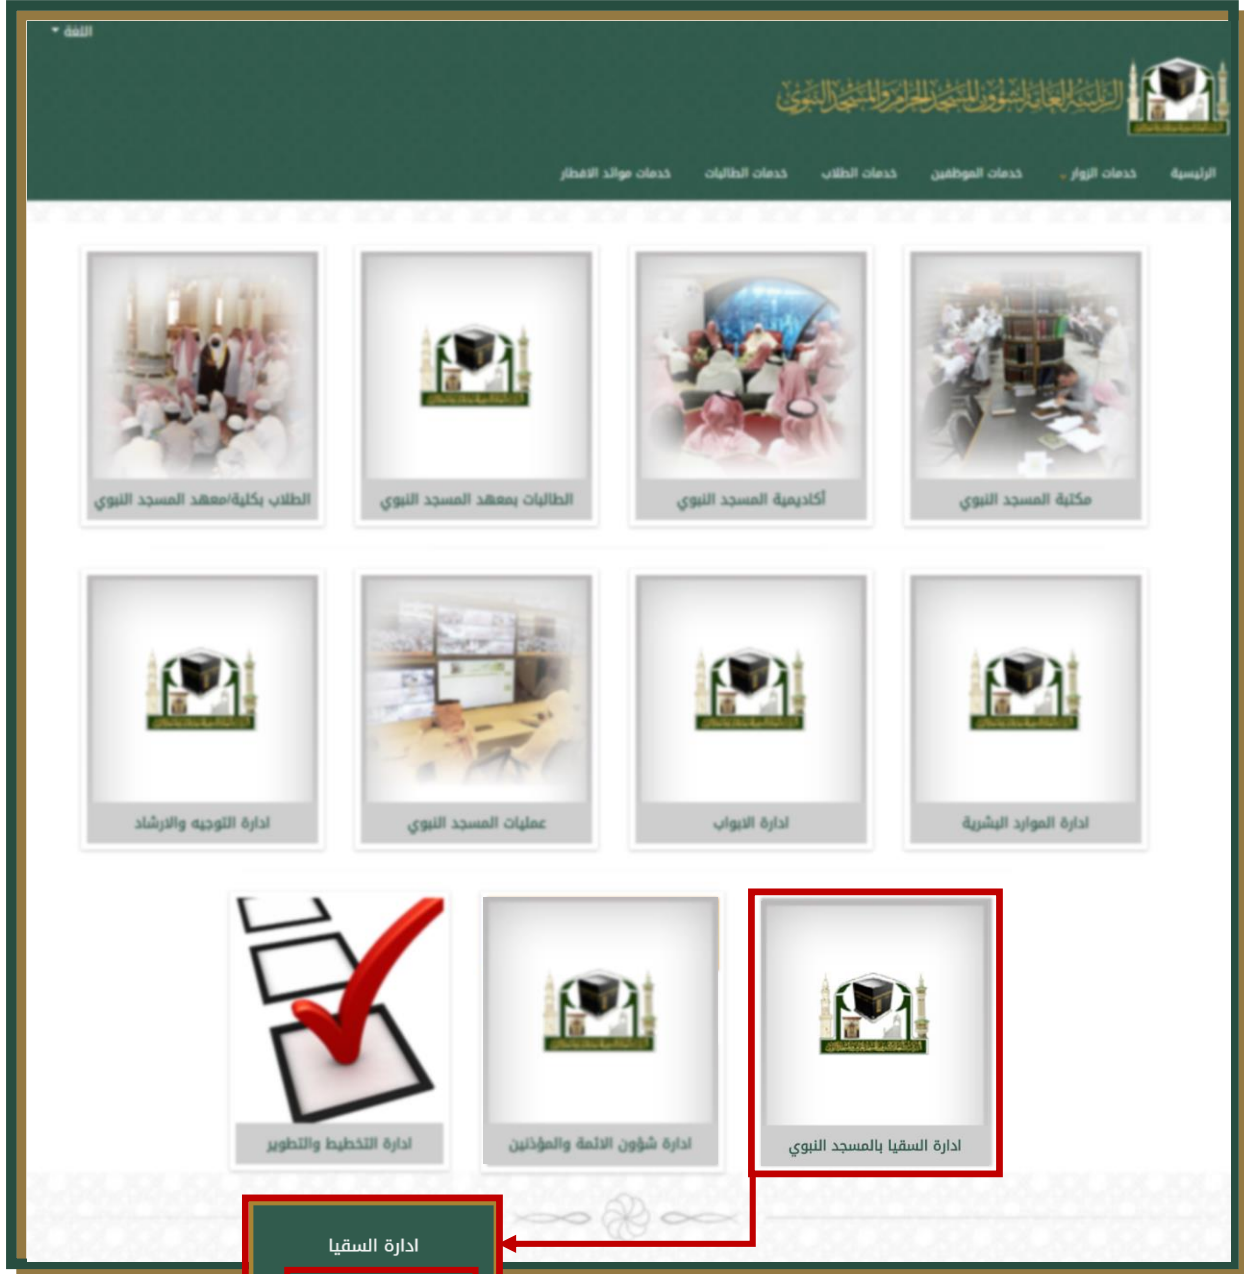 اللغة
الرئاسة العامة لشؤون المسجد الحرام والمسجد النبوي
الرئيسية خدمات الزوار خدمات الموظفين خدمات الطلاب خدمات الطالبات خدمات موائد الافطار
مكتبة المسجد النبوي
أكاديمية المسجد النبوي
الطالبات بمعهد المسجد النبوي
الطلاب بكلية/معهد المسجد النبوي
ادارة الموارد البشرية
ادارة الابواب
عمليات المسجد النبوي
ادارة التوجيه والارشاد
ادارة السقيا بالمسجد النبوي
ادارة شؤون الائمة والمؤذنين
ادارة التخطيط والتطوير
ادارة السقيا